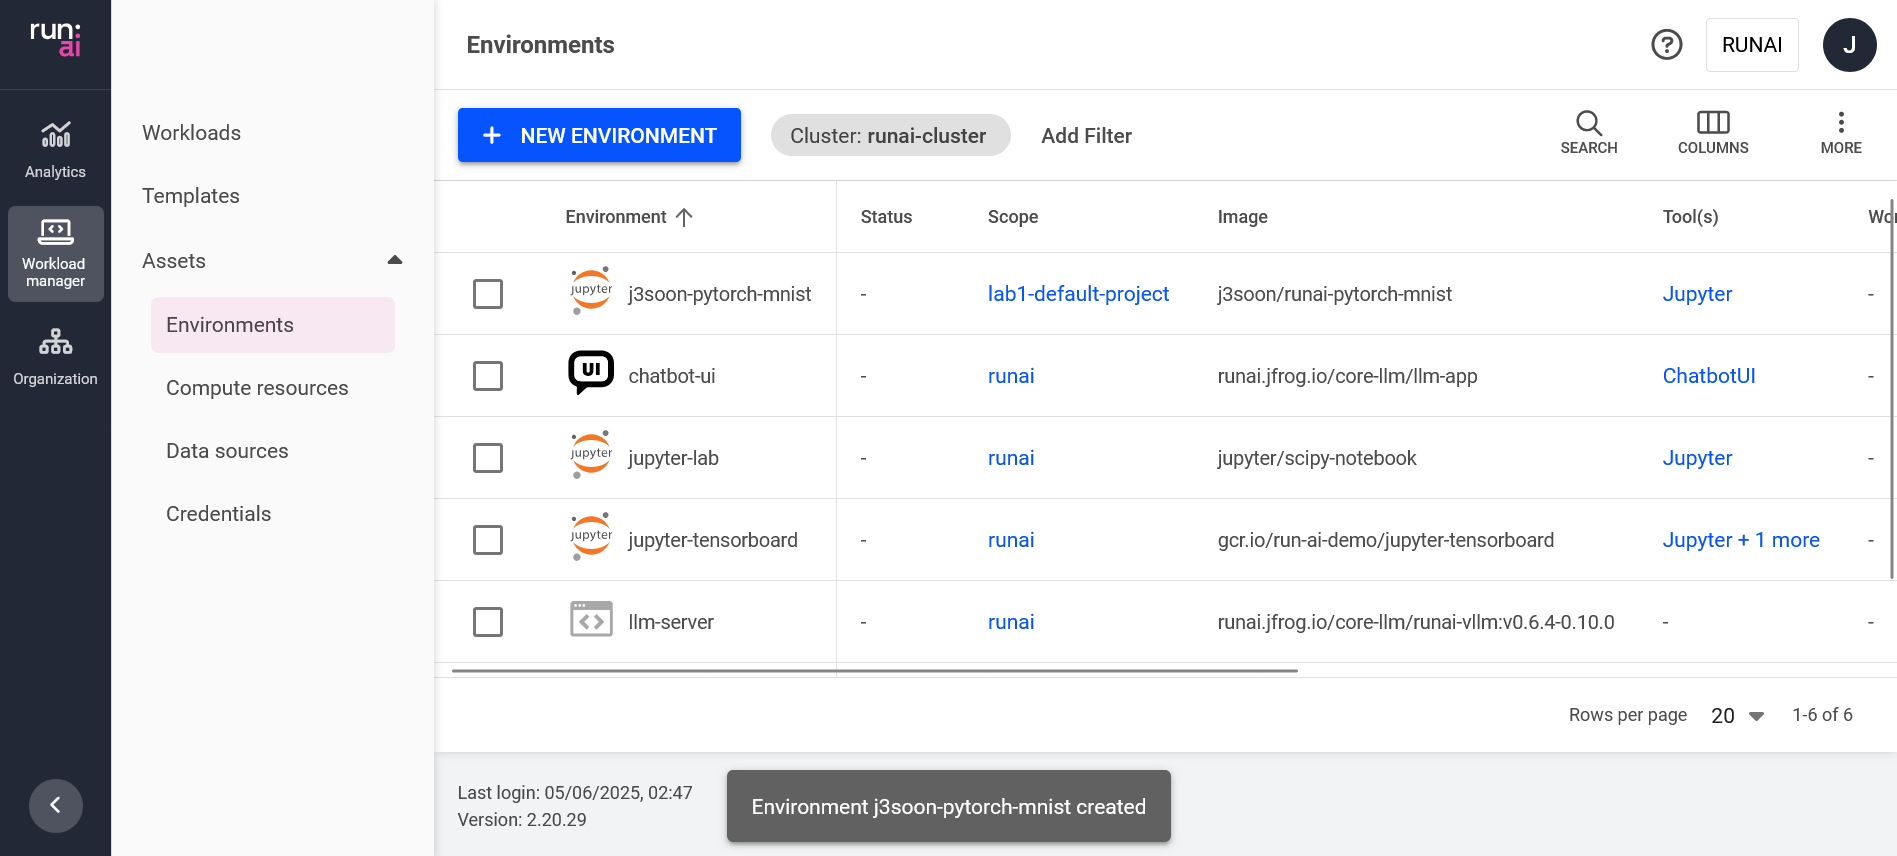 run:
ai
Analytics
Workload
manager
Organization
Workloads
Templates
Assets
Environments
Compute resources
Data sources
Credentials
Environments
RUNAI
J
+ NEW ENVIRONMENT
Cluster: runai-cluster
Add Filter
SEARCH
COLUMNS
MORE
Environment Status Scope Image Tool(s)
jupyter j3soon-pytorch-mnist - lab1-default-project j3soon/runai-pytorch-mnist Jupyter -
UI chatbot-ui - runai runai.jfrog.io/core-llm/llm-app ChatbotUI -
jupyter jupyter-lab - runai jupyter/scipy-notebook Jupyter -
jupyter jupyter-tensorboard - runai gcr.io/run-ai-demo/jupyter-tensorboard Jupyter + 1 more -
llm-server - runai runai.jfrog.io/core-llm/runai-vllm:v0.6.4-0.10.0 - -
Rows per page 20 1-6 of 6
Last login: 05/06/2025, 02:47
Version: 2.20.29
Environment j3soon-pytorch-mnist created